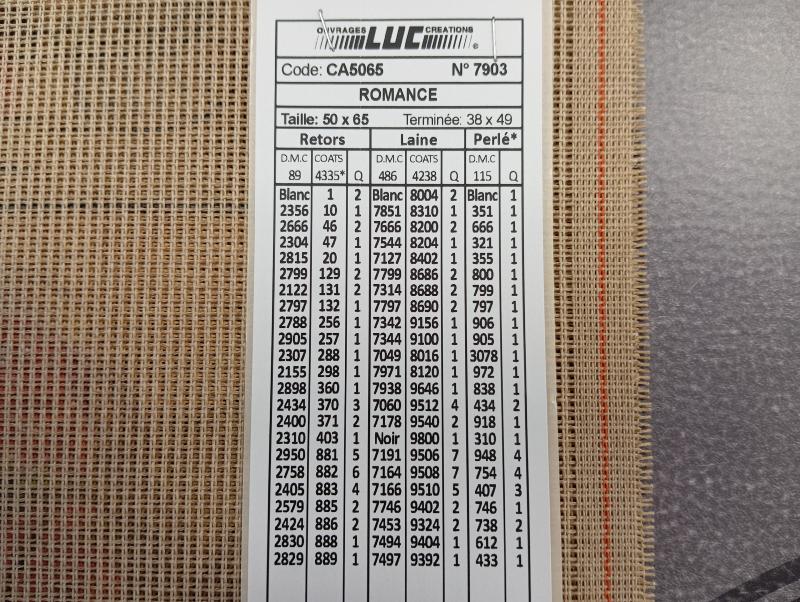 OUVRAGES LUC CREATIONS ®
Code: CA5065 N° 7903
ROMANCE
Taille: 50 x 65 Terminée: 38 x 49
Retors Laine Perlé*
D.M.C COATS D.M.C COATS D.M.C
89 4335* Q 486 4238 Q 115 Q
Blanc 1 2 Blanc 8004 2 Blanc 1
2356 10 1 7851 8310 1 351 1
2666 46 2 7666 8200 2 666 1
2304 47 1 7544 8204 1 321 1
2815 20 1 7127 8402 1 355 1
2799 129 2 7799 8686 2 800 1
2122 131 2 7314 8688 2 799 1
2797 132 1 7797 8690 2 797 1
2788 256 1 7342 9156 1 906 1
2905 257 1 7344 9100 1 905 1
2307 288 1 7049 8016 1 3078 1
2155 298 1 7971 8120 1 972 1
2898 360 1 7938 9646 1 838 1
2434 370 3 7060 9512 4 434 2
2400 371 2 7178 9540 2 918 1
2310 403 1 Noir 9800 1 310 1
2950 881 5 7191 9506 7 948 4
2758 882 6 7164 9508 7 754 4
2405 883 4 7166 9510 5 407 3
2579 885 2 7746 9402 2 746 1
2424 886 2 7453 9324 2 738 2
2830 888 1 7494 9404 1 612 1
2829 889 1 7497 9392 1 433 1